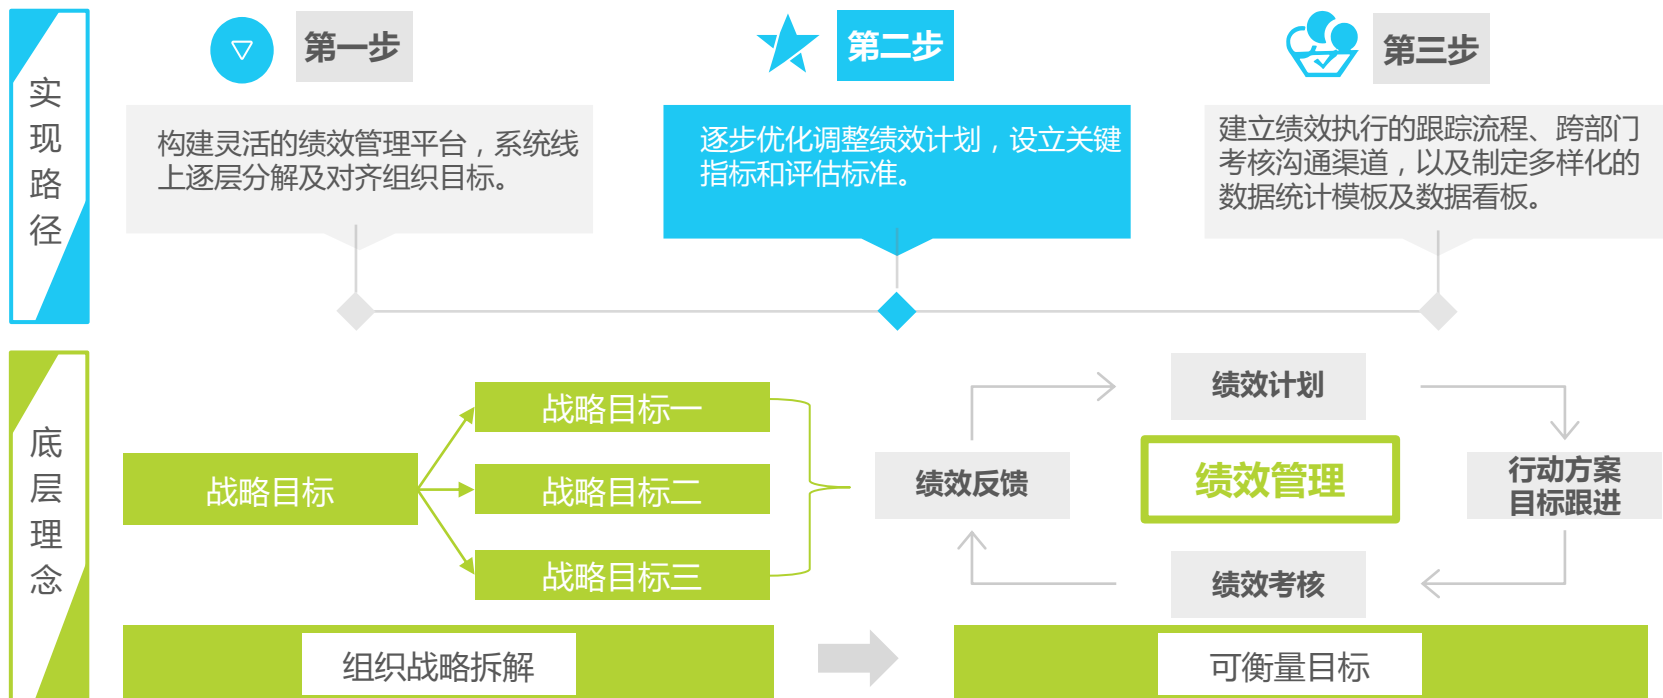 实现路径
第一步
构建灵活的绩效管理平台，系统线
上逐层分解及对齐组织目标。
第二步
逐步优化调整绩效计划，设立关键
指标和评估标准。
第三步
建立绩效执行的跟踪流程、跨部门
考核沟通渠道，以及制定多样化的
数据统计模板及数据看板。
底层理念
战略目标
战略目标一
战略目标二
战略目标三
绩效计划
绩效反馈
绩效管理
行动方案
目标跟进
绩效考核
组织战略拆解
可衡量目标